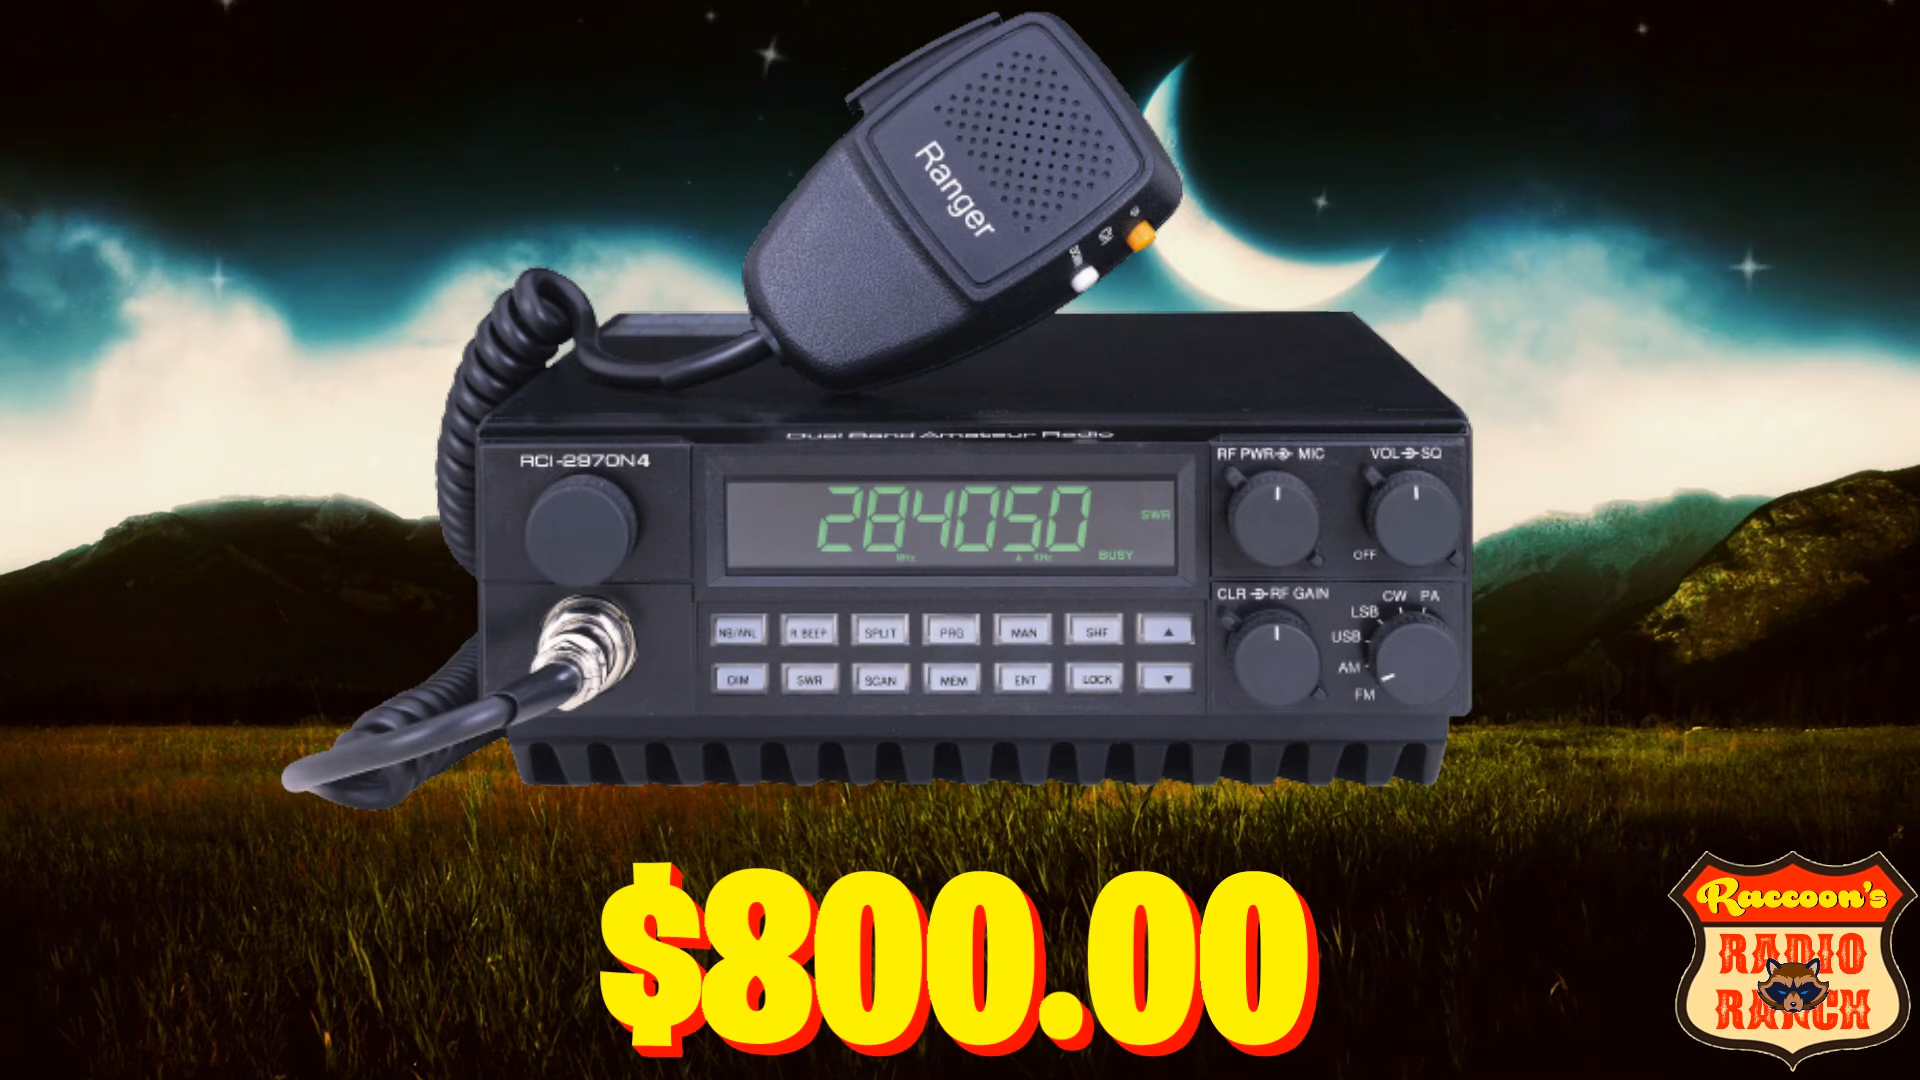 Ranger
Dual Band Amateur Radio
RCI-2970N4
284050
SWR
MHz
KHz
BUSY
RF PWR MIC
VOL SQ
OFF
CLR RF GAIN
CW PA
LSB
USB
AM
FM
NB/ANL R.BEEP SPLIT PRG MAN SHF ▲
DIM SWR SCAN MEM ENT LOCK ▼
$800.00
Raccoon's
RADIO
RANCH